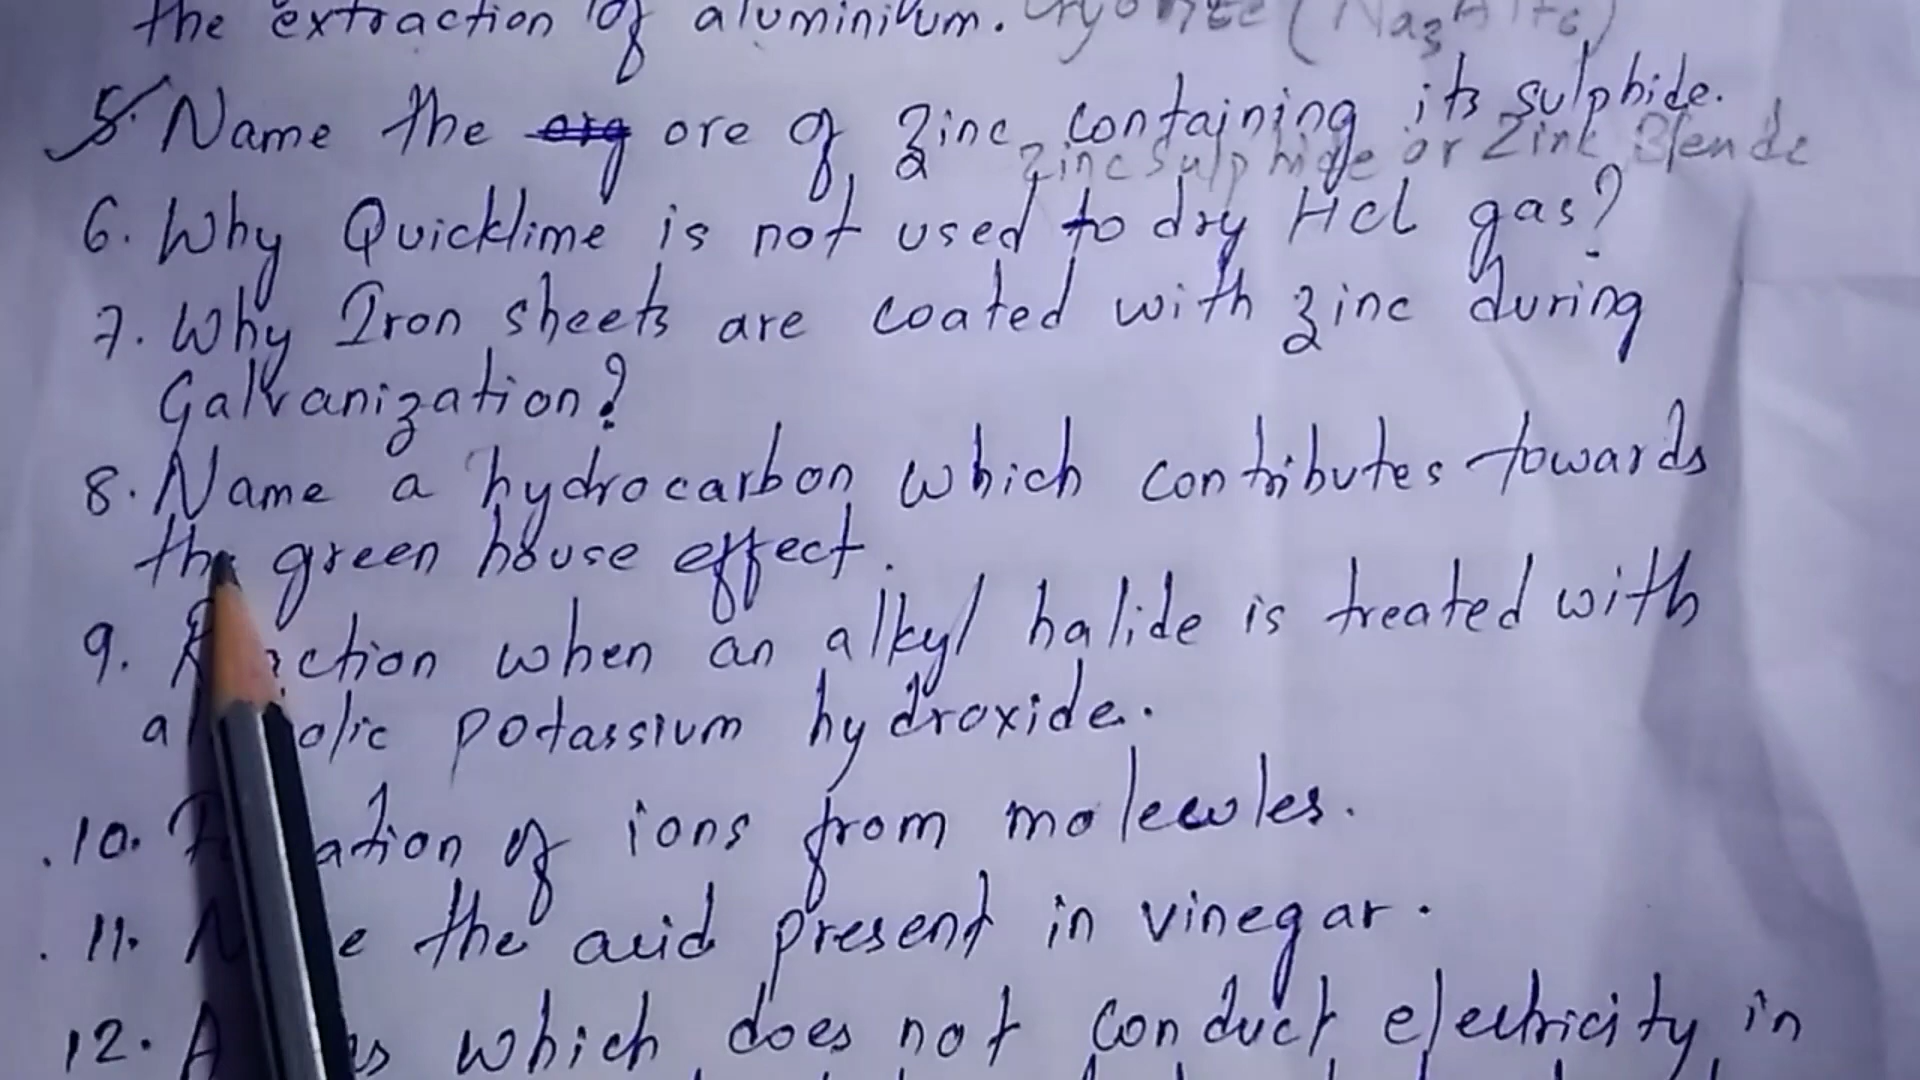 the extraction of aluminium. Cryolite (Na3AlF6)
5. Name the ore of Zinc containing its sulphide.
Zinc Sulphide or Zink Blende
6. Why Quicklime is not used to dry Hcl gas?
7. Why Iron sheets are coated with zinc during
Galvanization?
8. Name a hydrocarbon which contributes towards
the green house effect.
9. when an alkyl halide is treated with
potassium hydroxide.
10. of ions from molecules.
11. the acid present in vinegar.
12. which does not conduct electricity in